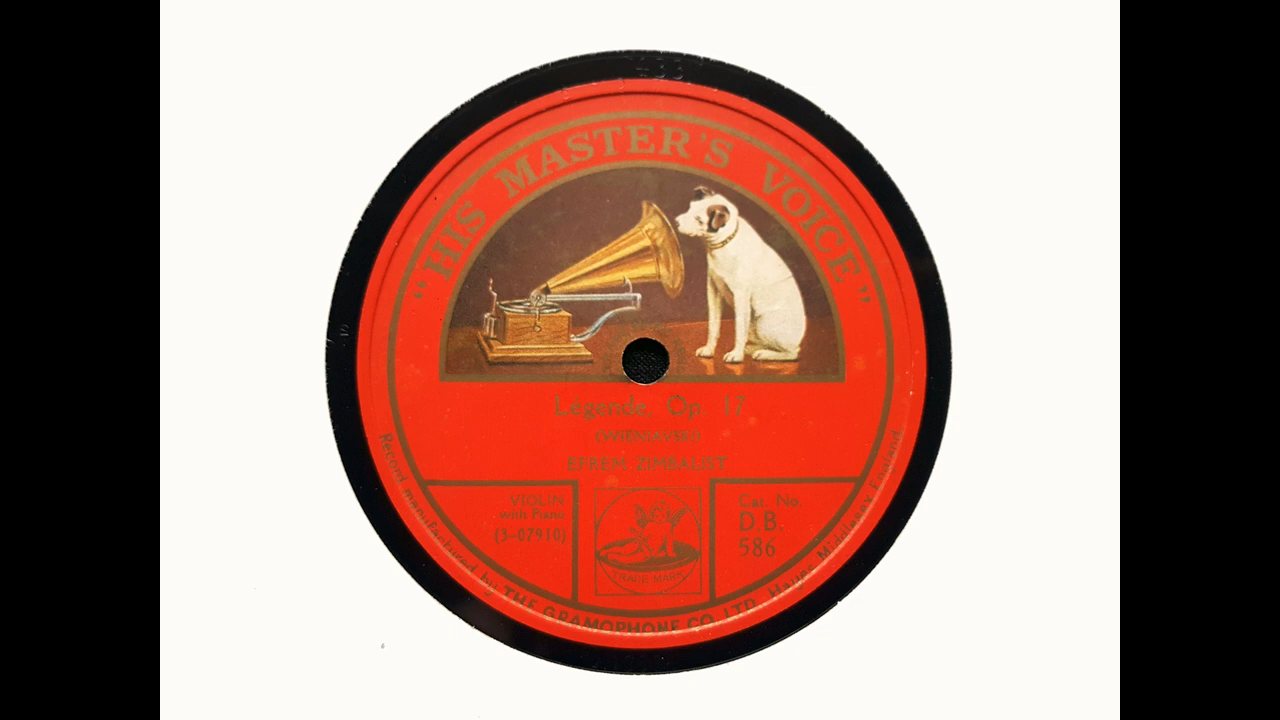 "HIS MASTER'S VOICE"
Légende, Op. 17
(WIENIAVSKI)
EFREM ZIMBALIST
VIOLIN
with Piano
(3-07910)
Cat. No.
D.B.
586
TRADE MARK
Record manufactured by THE GRAMOPHONE CO. LTD. Hayes Middlesex England